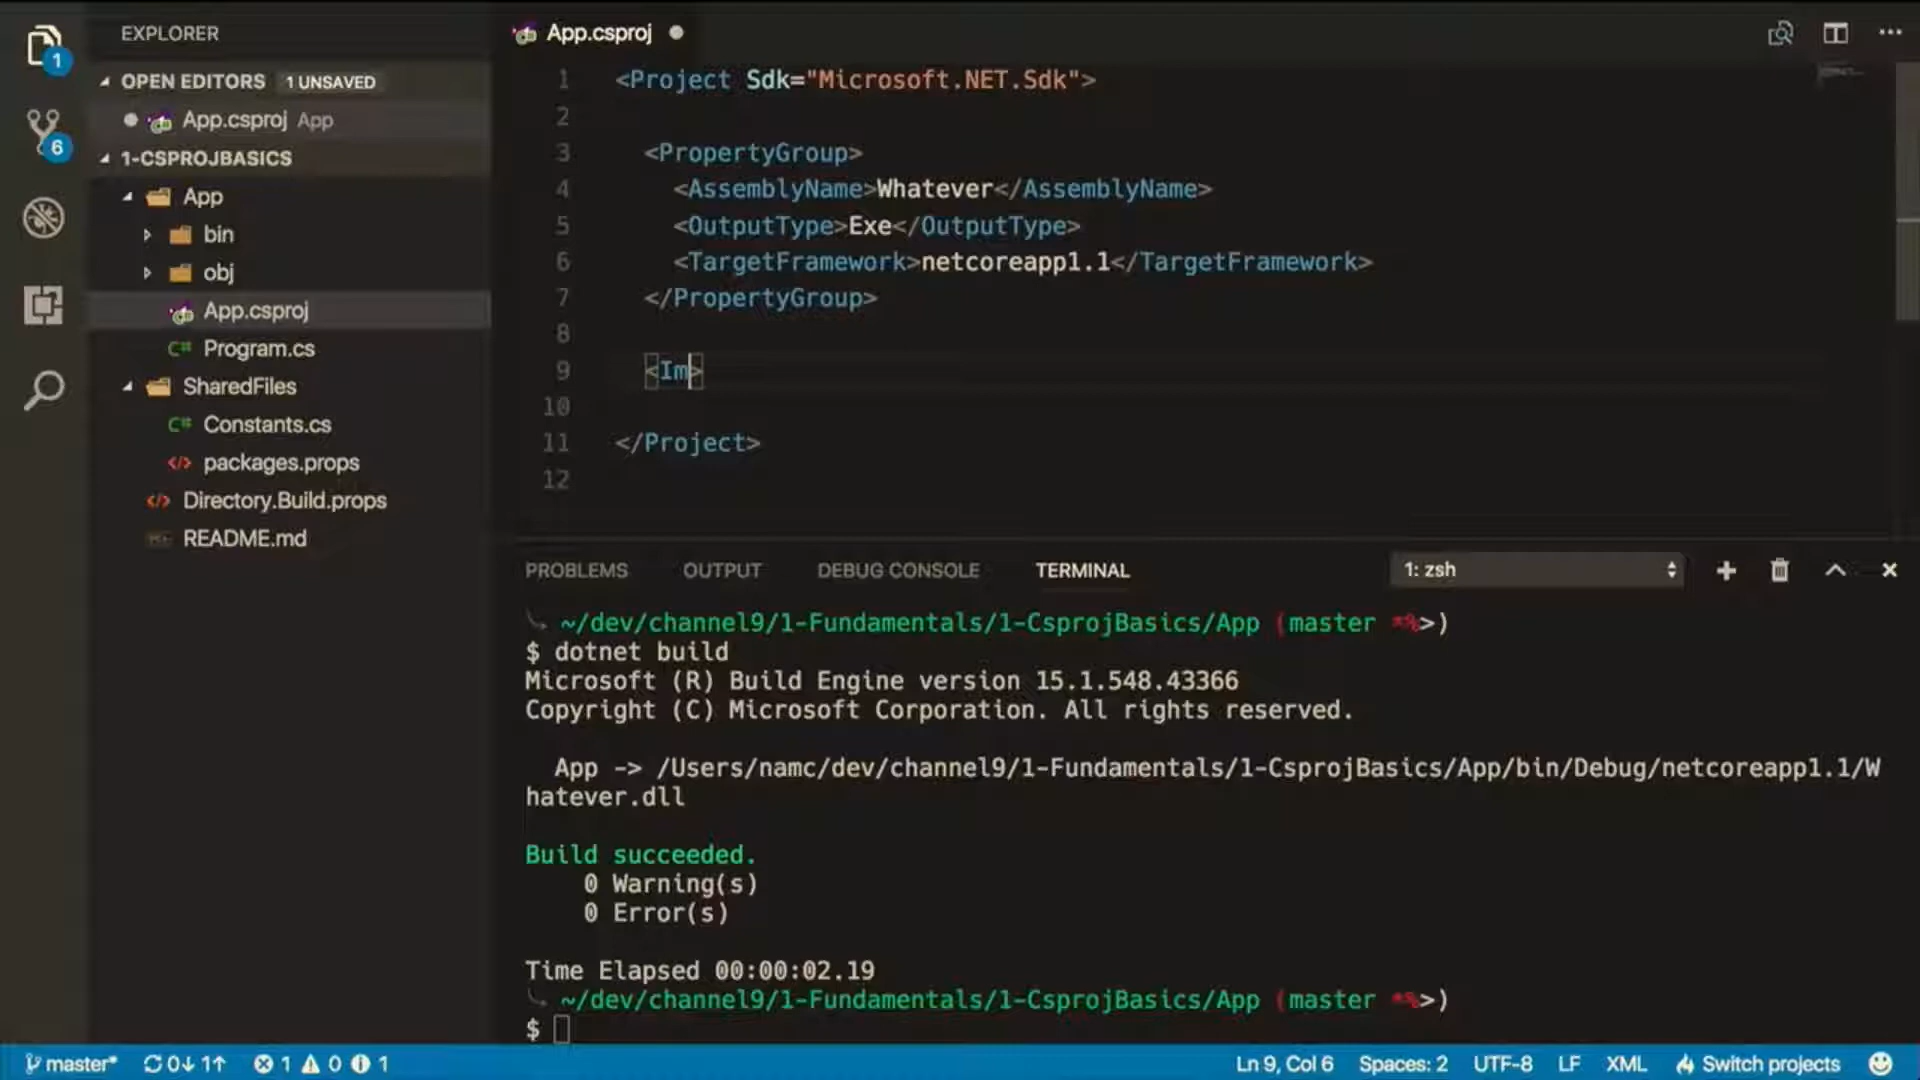 EXPLORER
OPEN EDITORS 1 UNSAVED
App.csproj App
1-CSPROJBASICS
App
bin
obj
App.csproj
C# Program.cs
SharedFiles
C# Constants.cs
</> packages.props
</> Directory.Build.props
README.md
1
6
App.csproj
1 <Project Sdk="Microsoft.NET.Sdk">
2
3 <PropertyGroup>
4 <AssemblyName>Whatever</AssemblyName>
5 <OutputType>Exe</OutputType>
6 <TargetFramework>netcoreapp1.1</TargetFramework>
7 </PropertyGroup>
8
9 <Im>
10
11 </Project>
12
PROBLEMS OUTPUT DEBUG CONSOLE TERMINAL 1: zsh
~/dev/channel9/1-Fundamentals/1-CsprojBasics/App (master *%>)
$ dotnet build
Microsoft (R) Build Engine version 15.1.548.43366
Copyright (C) Microsoft Corporation. All rights reserved.
App -> /Users/namc/dev/channel9/1-Fundamentals/1-CsprojBasics/App/bin/Debug/netcoreapp1.1/W
hatever.dll
Build succeeded.
0 Warning(s)
0 Error(s)
Time Elapsed 00:00:02.19
~/dev/channel9/1-Fundamentals/1-CsprojBasics/App (master *%>)
$
master* 0↓ 1↑ 1 0 1 Ln 9, Col 6 Spaces: 2 UTF-8 LF XML Switch projects